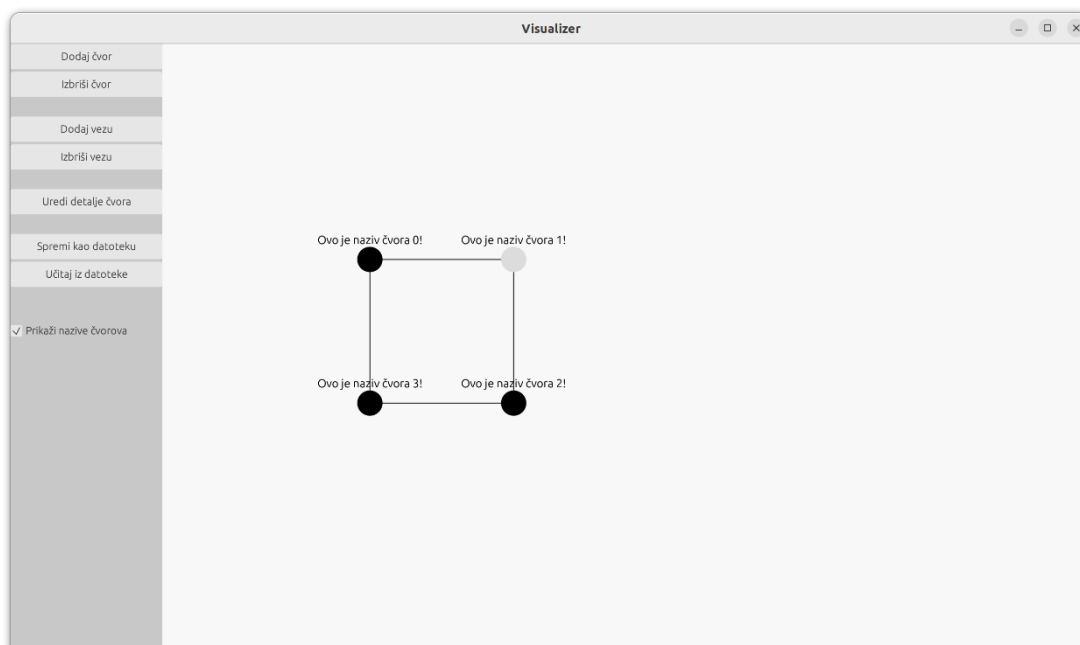 Visualizer
Dodaj čvor
Izbriši čvor
Dodaj vezu
Izbriši vezu
Uredi detalje čvora
Spremi kao datoteku
Učitaj iz datoteke
Prikaži nazive čvorova
Ovo je naziv čvora 0!
Ovo je naziv čvora 1!
Ovo je naziv čvora 3!
Ovo je naziv čvora 2!